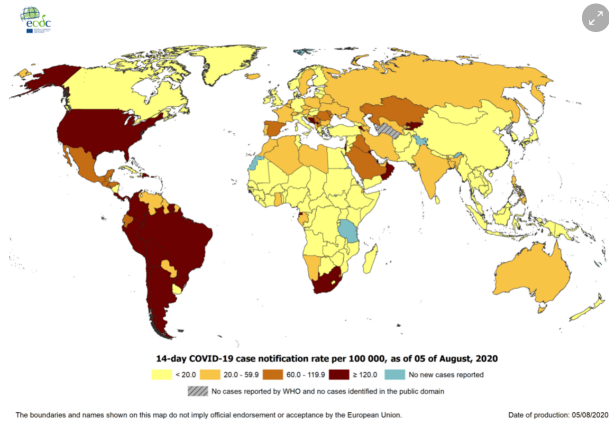 ecdc
14-day COVID-19 case notification rate per 100 000, as of 05 of August, 2020
< 20.0 20.0 - 59.9 60.0 - 119.9 ≥ 120.0 No new cases reported
No cases reported by WHO and no cases identified in the public domain
The boundaries and names shown on this map do not imply official endorsement or acceptance by the European Union.
Date of production: 05/08/2020